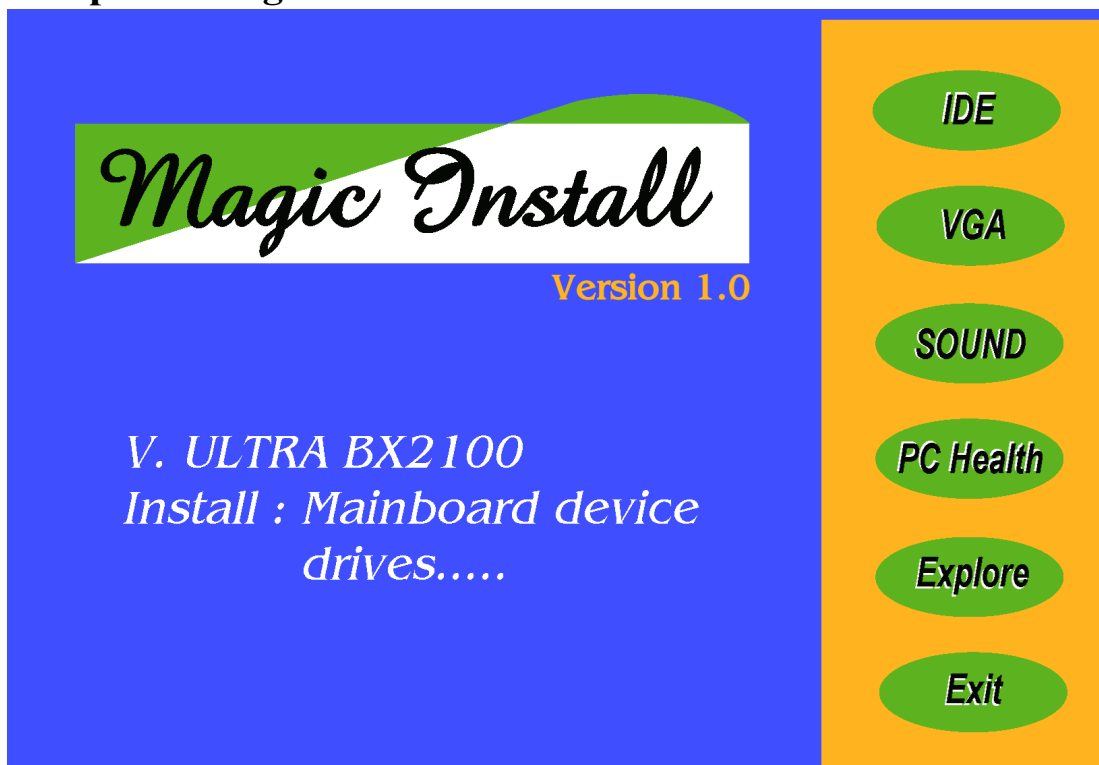 Magic Install
Version 1.0
V. ULTRA BX2100
Install : Mainboard device
drives.....
IDE
VGA
SOUND
PC Health
Explore
Exit